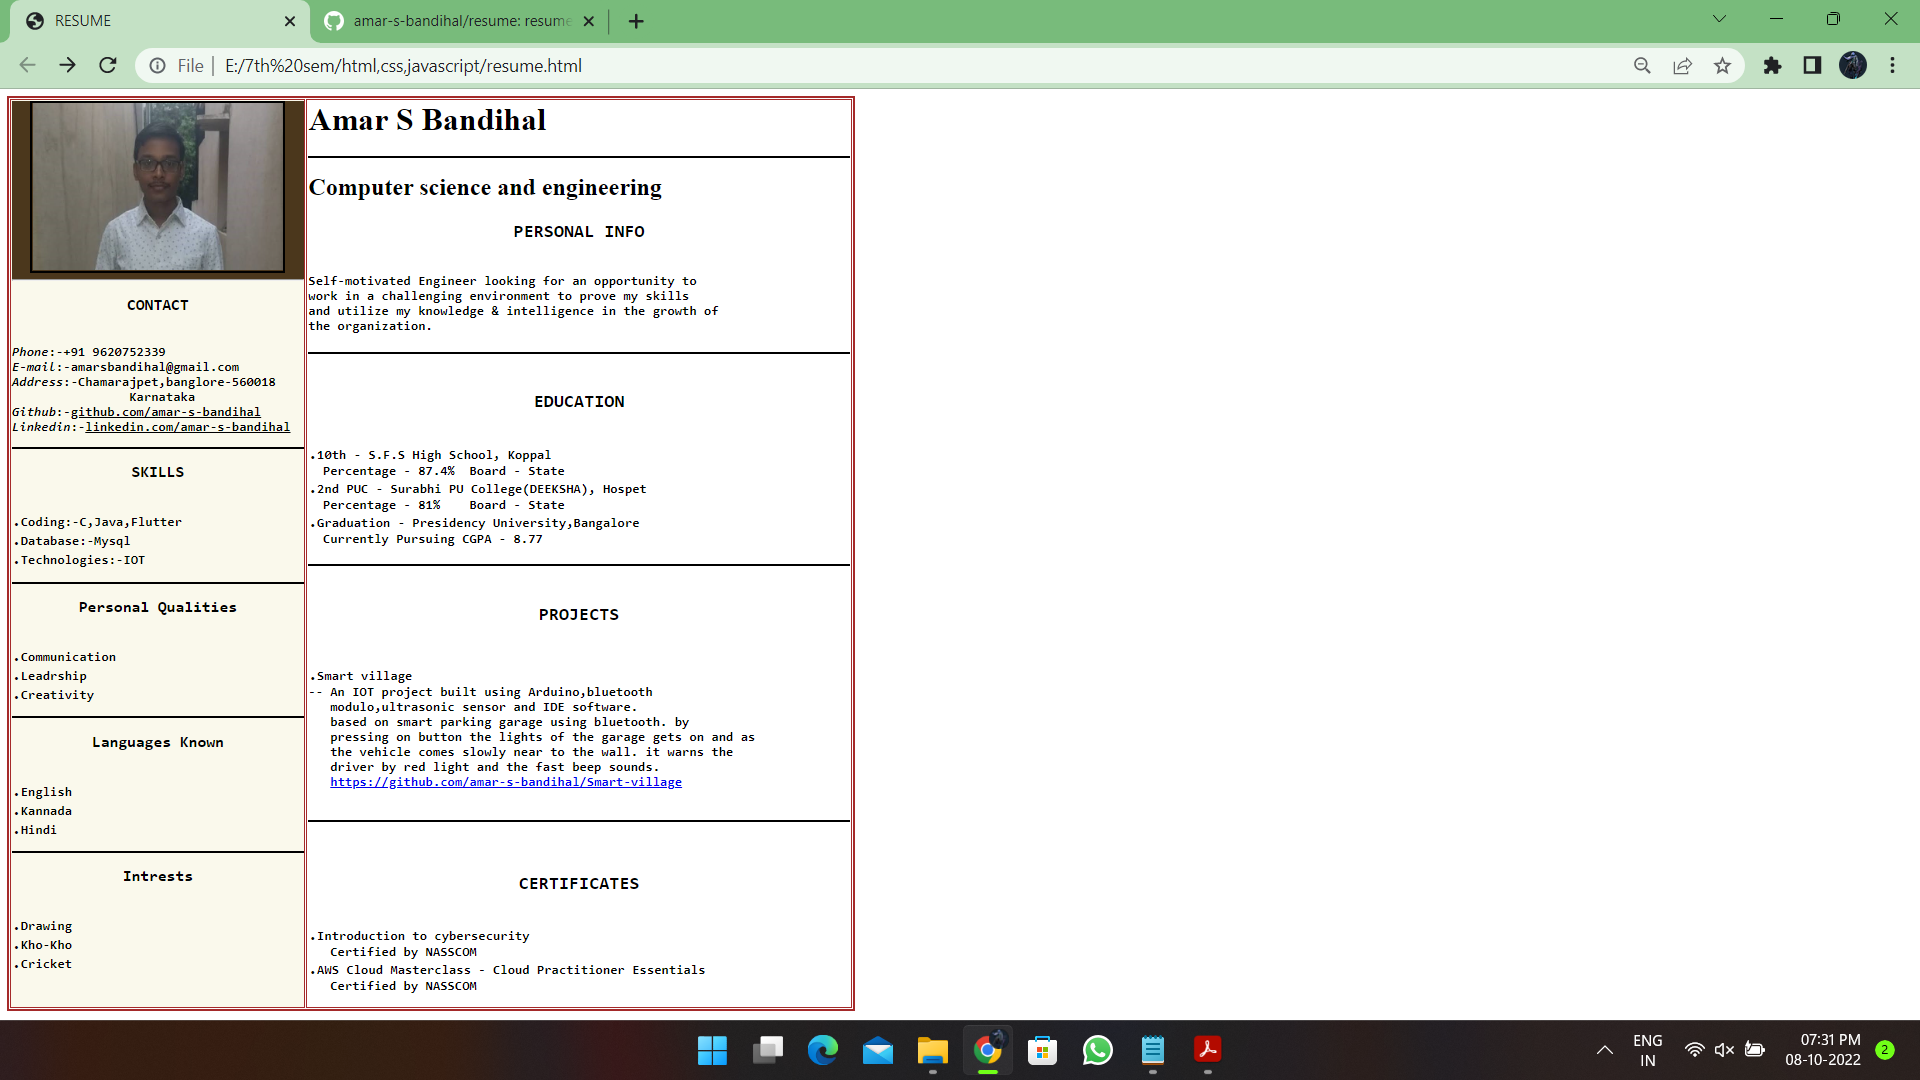 RESUME
amar-s-bandihal/resume: resume
File | E:/7th%20sem/html,css,javascript/resume.html
CONTACT
Phone:-+91 9620752339
E-mail:-amarsbandihal@gmail.com
Address:-Chamarajpet,banglore-560018
Karnataka
Github:-github.com/amar-s-bandihal
Linkedin:-linkedin.com/amar-s-bandihal
SKILLS
.Coding:-C,Java,Flutter
.Database:-Mysql
.Technologies:-IOT
Personal Qualities
.Communication
.Leadrship
.Creativity
Languages Known
.English
.Kannada
.Hindi
Intrests
.Drawing
.Kho-Kho
.Cricket
Amar S Bandihal
Computer science and engineering
PERSONAL INFO
Self-motivated Engineer looking for an opportunity to
work in a challenging environment to prove my skills
and utilize my knowledge & intelligence in the growth of
the organization.
EDUCATION
.10th - S.F.S High School, Koppal
Percentage - 87.4%  Board - State
.2nd PUC - Surabhi PU College(DEEKSHA), Hospet
Percentage - 81%    Board - State
.Graduation - Presidency University,Bangalore
Currently Pursuing CGPA - 8.77
PROJECTS
.Smart village
-- An IOT project built using Arduino,bluetooth
modulo,ultrasonic sensor and IDE software.
based on smart parking garage using bluetooth. by
pressing on button the lights of the garage gets on and as
the vehicle comes slowly near to the wall. it warns the
driver by red light and the fast beep sounds.
https://github.com/amar-s-bandihal/Smart-village
CERTIFICATES
.Introduction to cybersecurity
Certified by NASSCOM
.AWS Cloud Masterclass - Cloud Practitioner Essentials
Certified by NASSCOM
ENG
IN
07:31 PM
08-10-2022
2